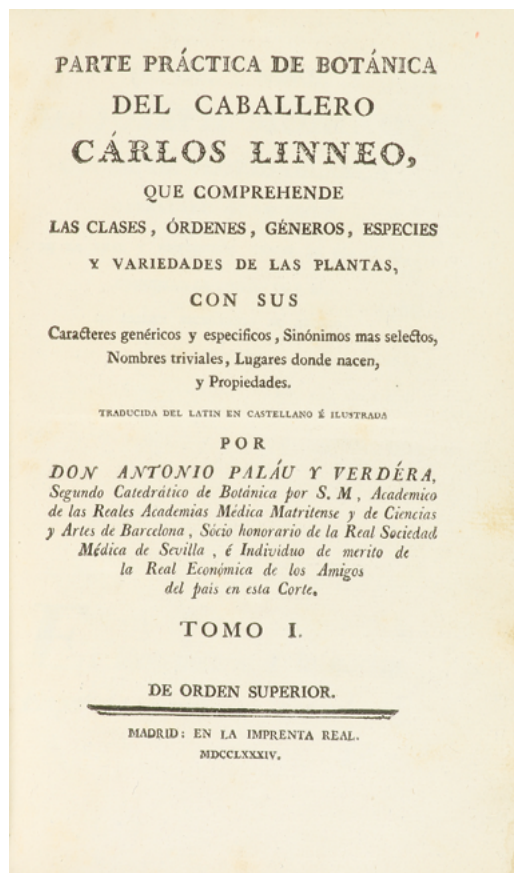 PARTE PRÁCTICA DE BOTÁNICA
DEL CABALLERO
CÁRLOS LINNEO,
QUE COMPREHENDE
LAS CLASES, ÓRDENES, GÉNEROS, ESPECIES
Y VARIEDADES DE LAS PLANTAS,
CON SUS
Caracteres genéricos y especificos, Sinónimos mas selectos,
Nombres triviales, Lugares donde nacen,
y Propiedades.
TRADUCIDA DEL LATIN EN CASTELLANO É ILUSTRADA
POR
DON ANTONIO PALÁU Y VERDÉRA,
Segundo Catedrático de Botánica por S. M, Academico
de las Reales Academias Médica Matritense y de Ciencias
y Artes de Barcelona, Sócio honorario de la Real Sociedad
Médica de Sevilla, é Individuo de merito de
la Real Económica de los Amigos
del pais en esta Corte.
TOMO I.
DE ORDEN SUPERIOR.
MADRID: EN LA IMPRENTA REAL.
MDCCLXXXIV.